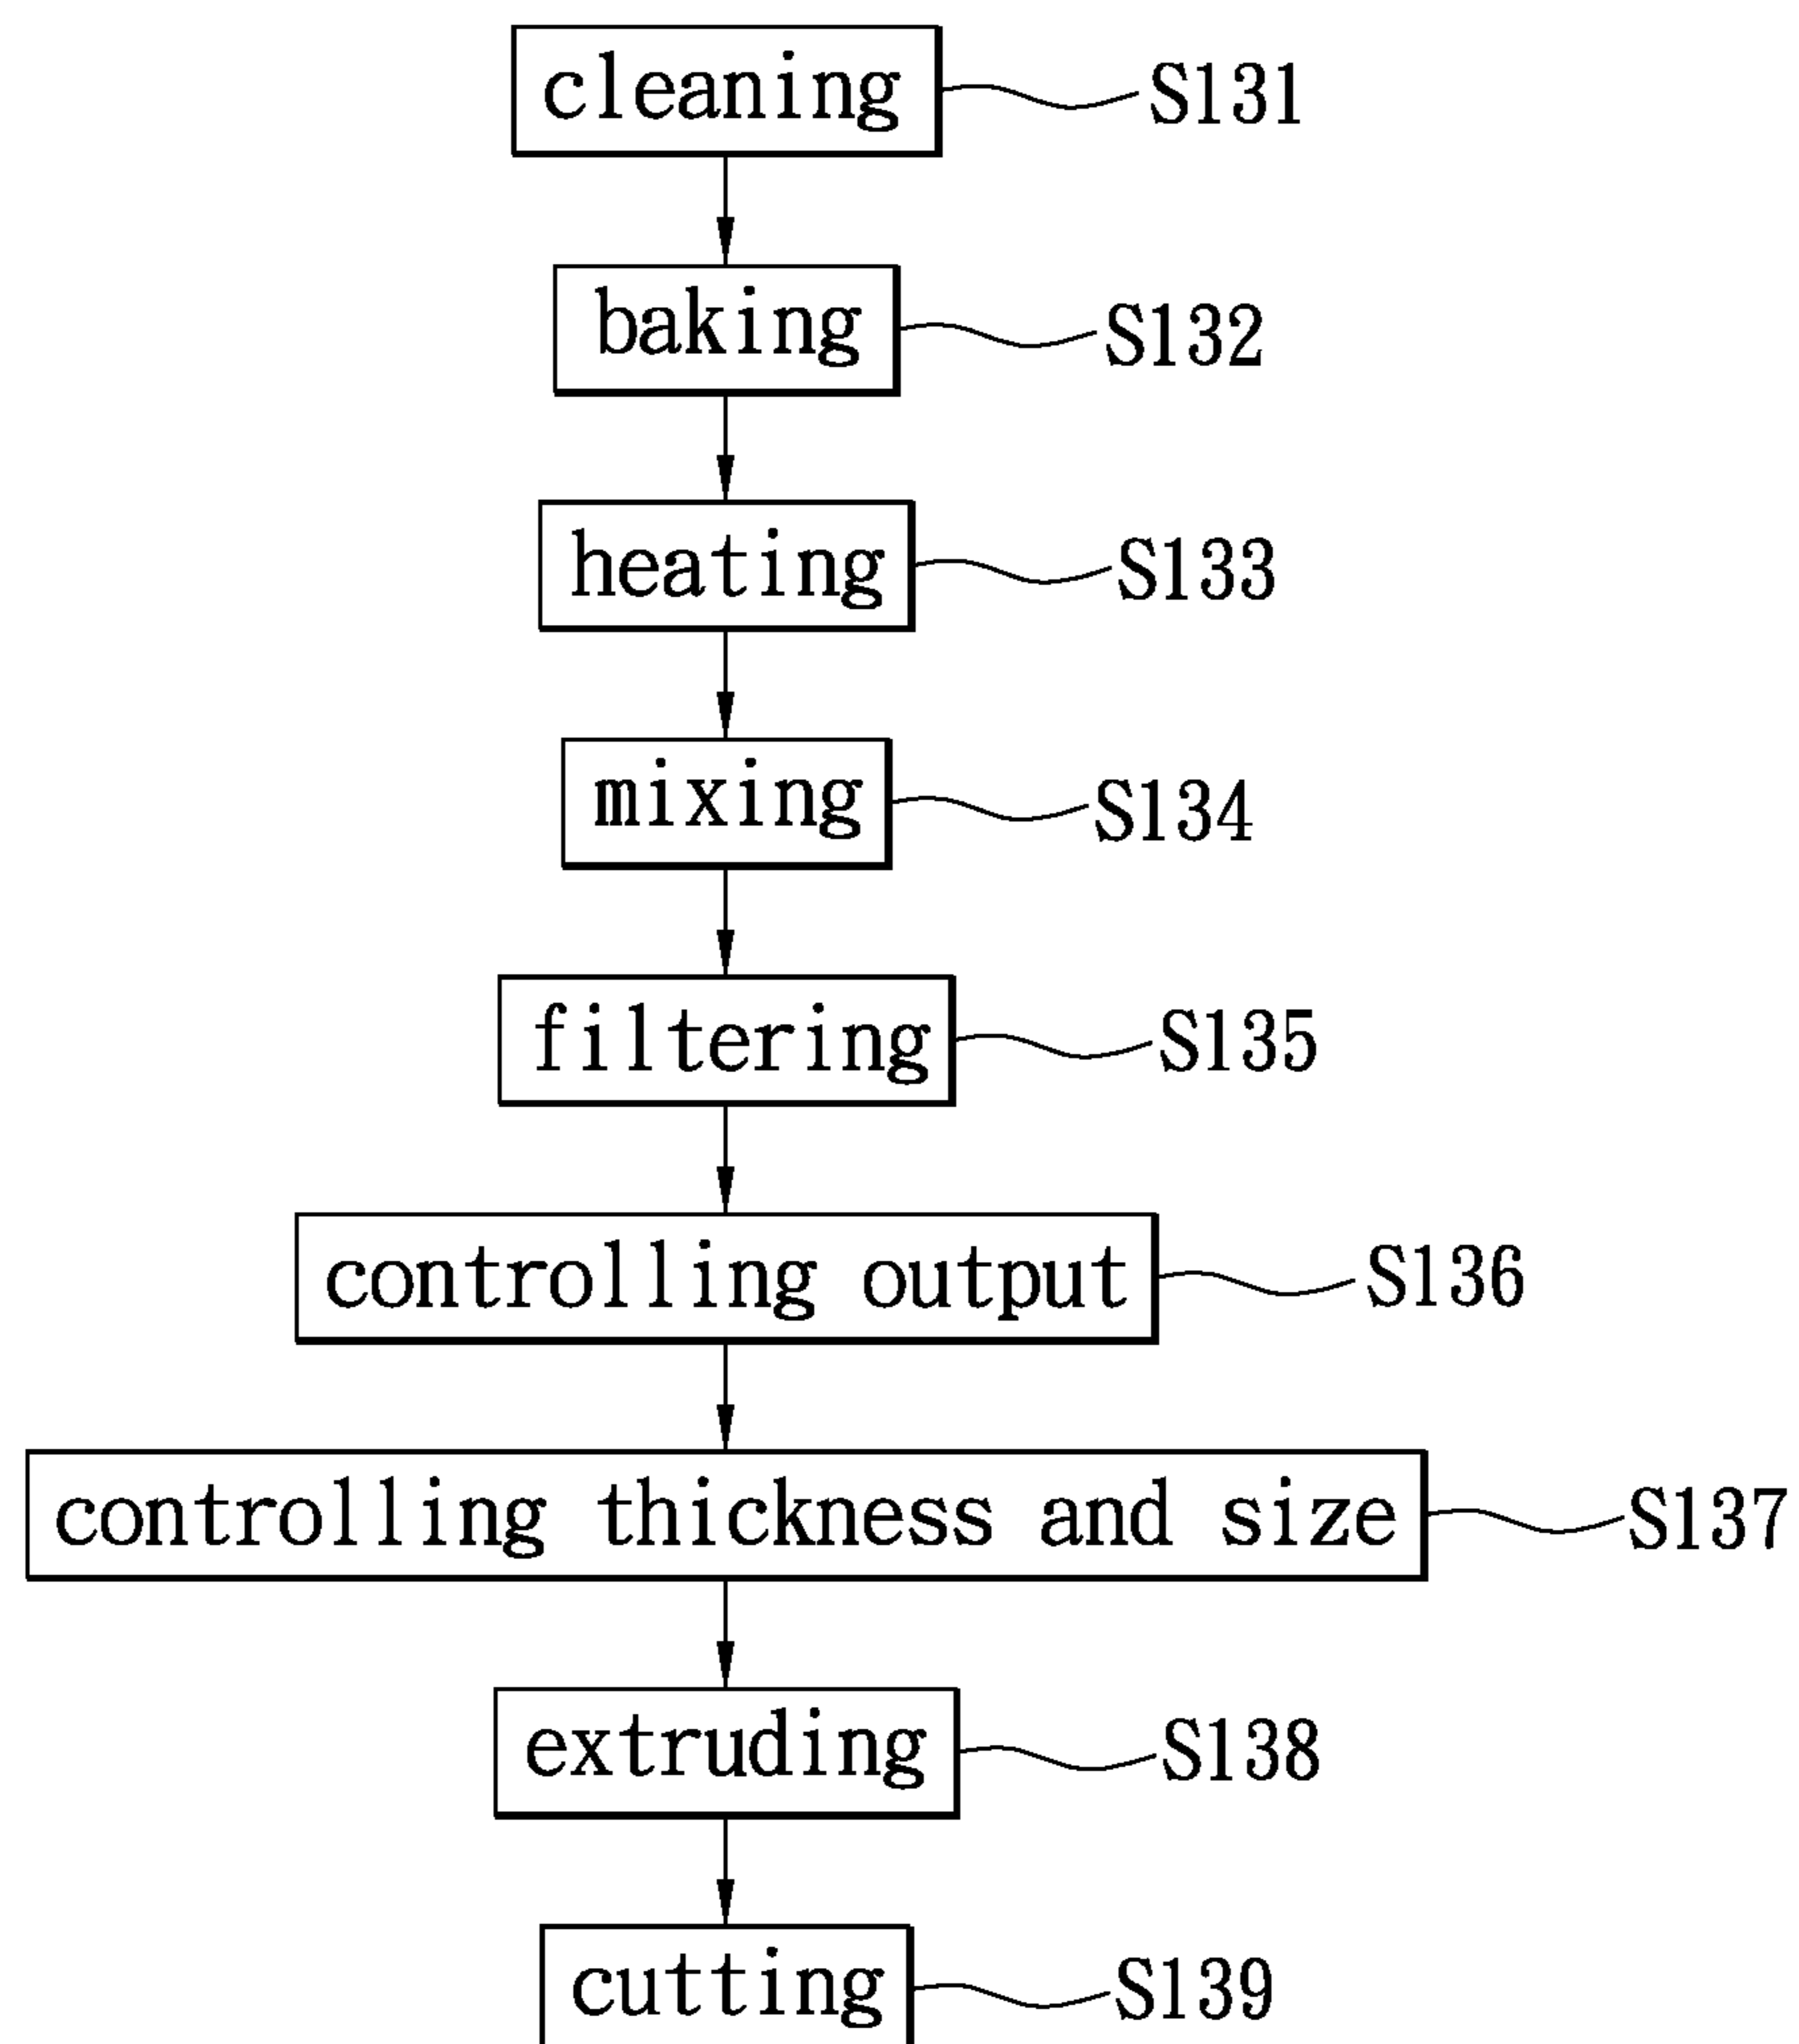 cleaning S131
baking S132
heating S133
mixing S134
filtering S135
controlling output S136
controlling thickness and size S137
extruding S138
cutting S139